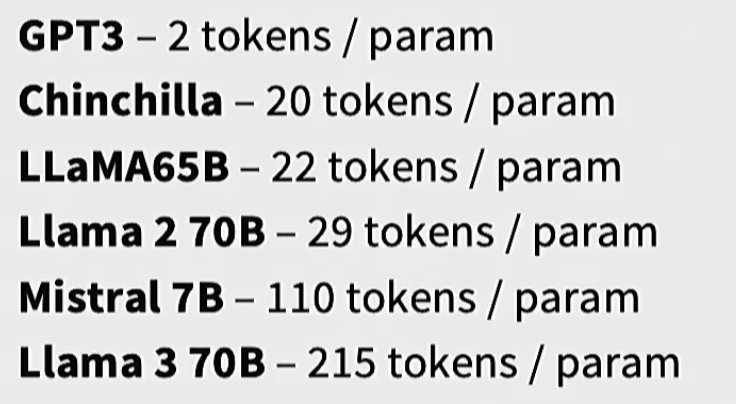 GPT3 – 2 tokens / param
Chinchilla – 20 tokens / param
LLaMA65B – 22 tokens / param
Llama 2 70B – 29 tokens / param
Mistral 7B – 110 tokens / param
Llama 3 70B – 215 tokens / param